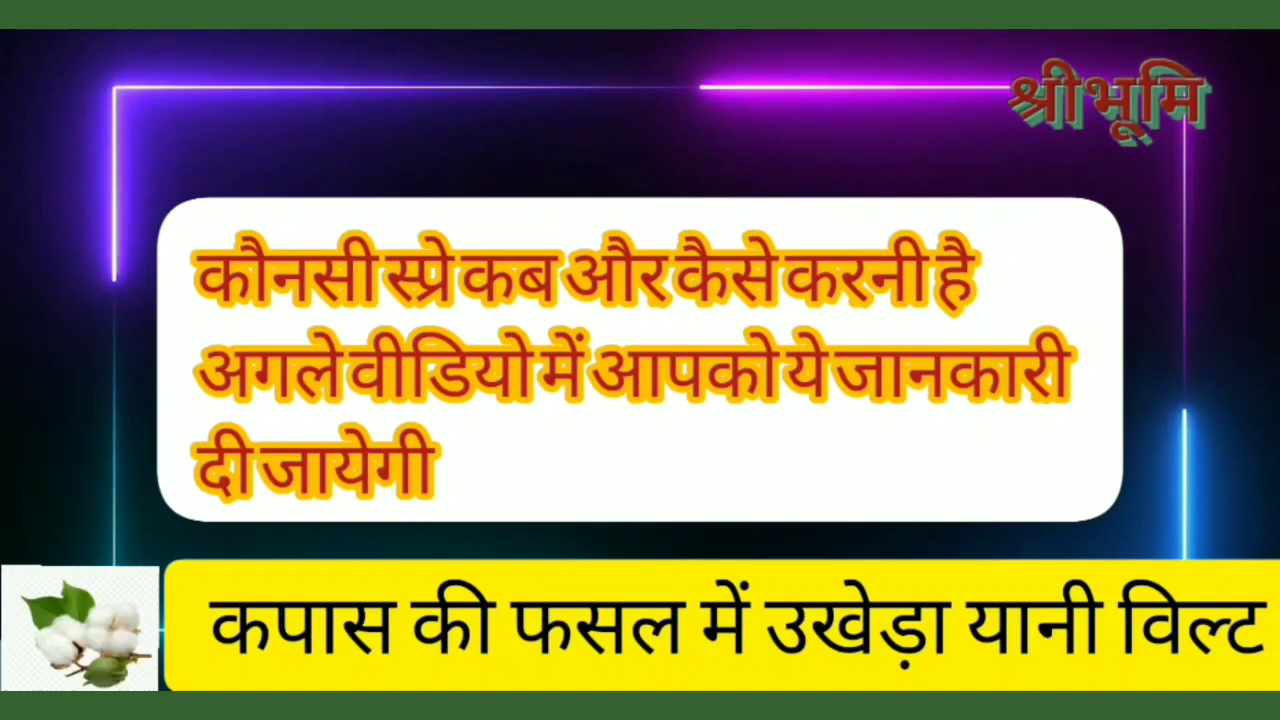 श्रीभूमि
कौनसी स्प्रे कब और कैसे करनी है
अगले वीडियो में आपको ये जानकारी
दी जायेगी
कपास की फसल में उखेड़ा यानी विल्ट